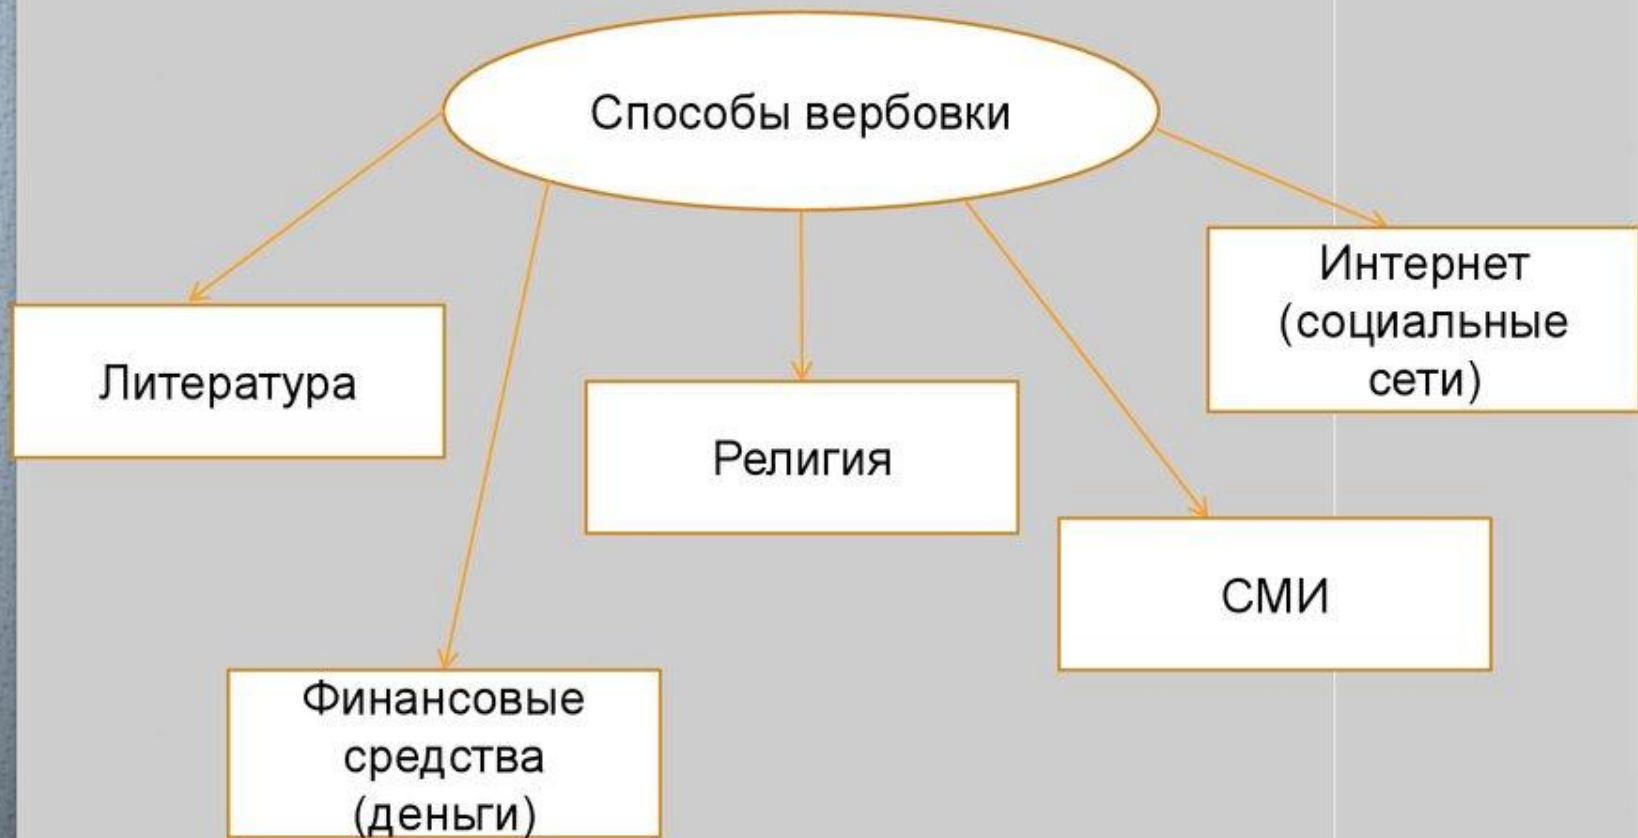 Способы вербовки
Литература
Финансовые
средства
(деньги)
Религия
СМИ
Интернет
(социальные
сети)